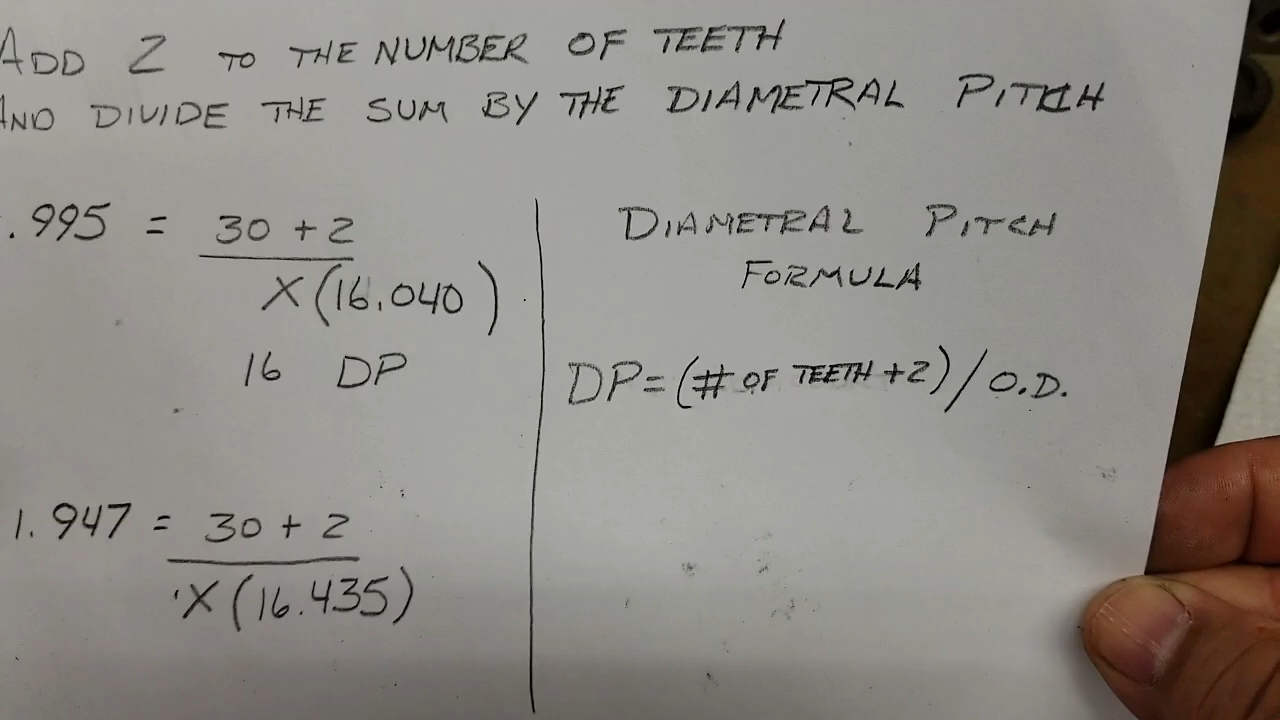 ADD 2 TO THE NUMBER OF TEETH
AND DIVIDE THE SUM BY THE DIAMETRAL PITCH
.995 = 30 + 2
X (16.040)
16 DP
1.947 = 30 + 2
X (16.435)
DIAMETRAL PITCH
FORMULA
DP = (# OF TEETH + 2) / O.D.